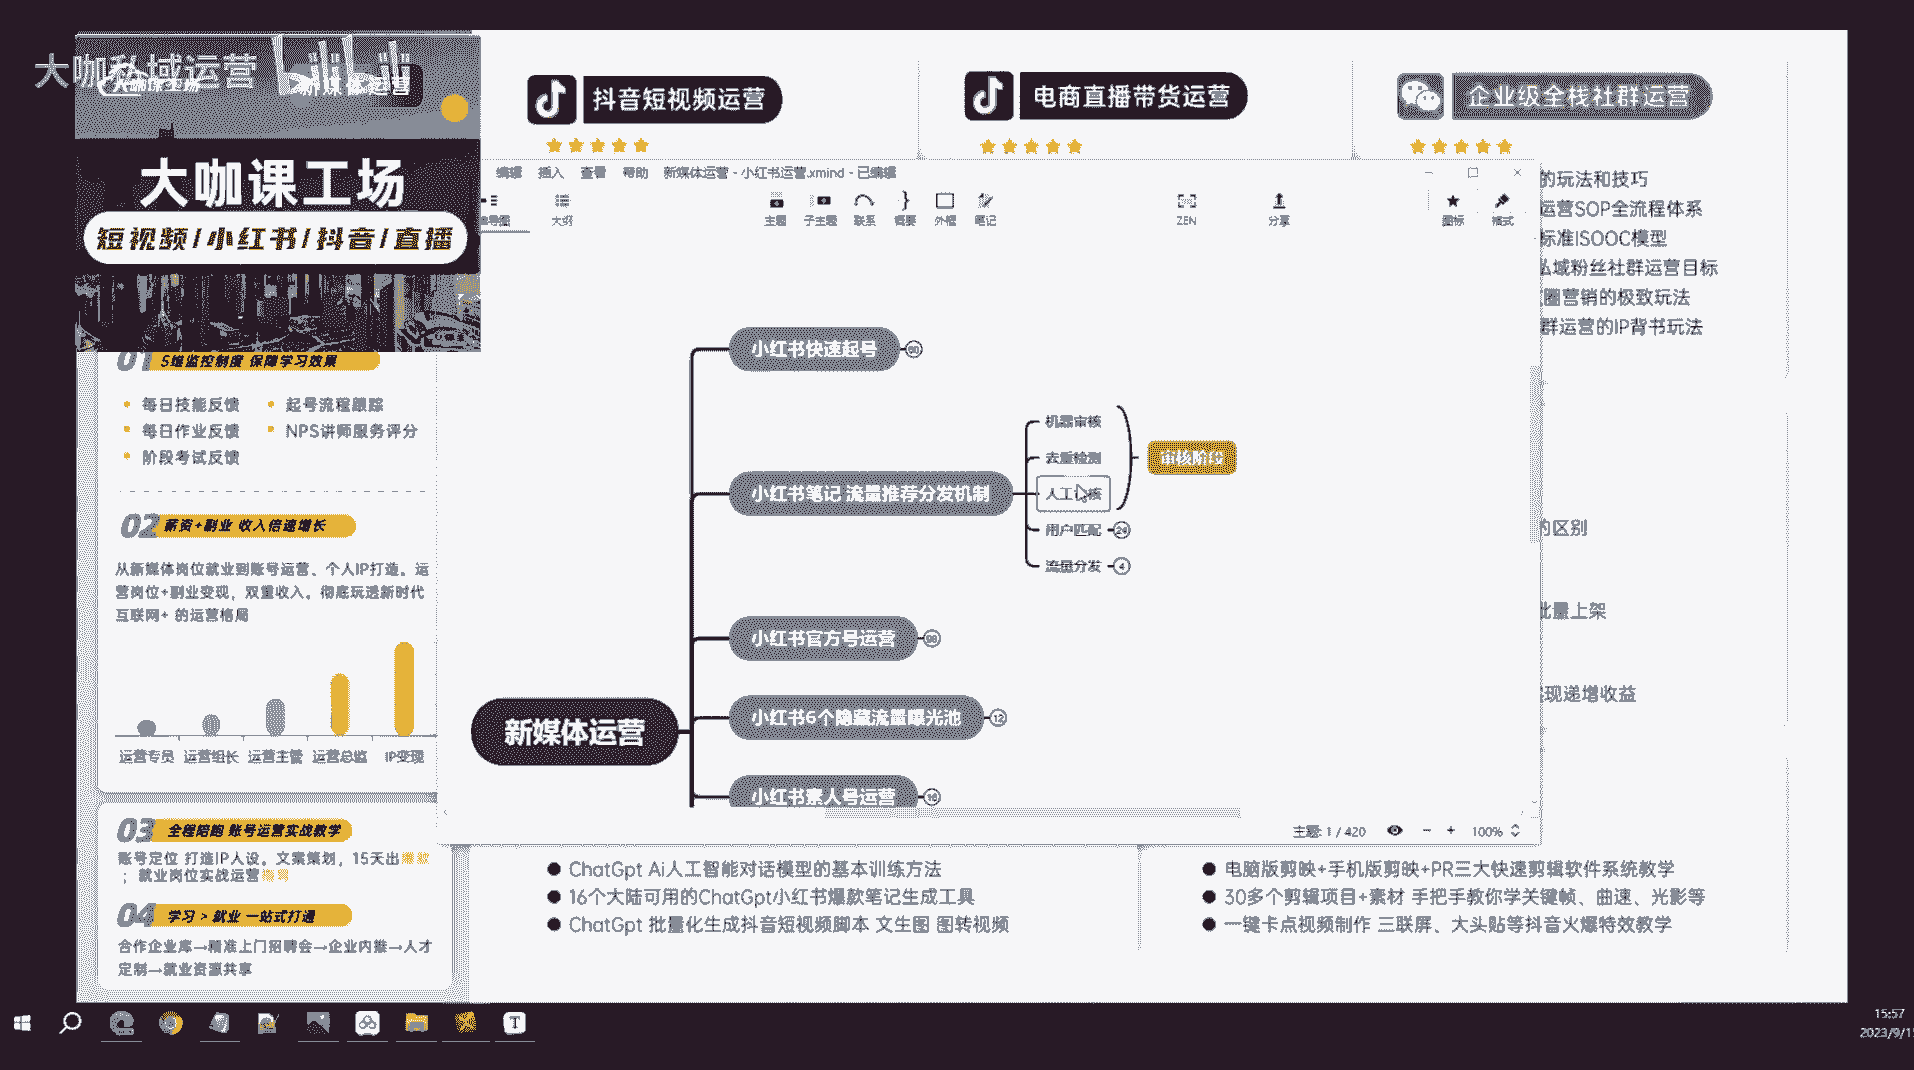 大咖私域运营
新媒体运营
大咖课工场
短视频/小红书/抖音/直播
01 5维监控制度 保障学习效果
每日技能反馈
起号流程跟踪
每日作业反馈
NPS讲师服务评分
阶段考试反馈
02 薪资+副业 收入倍速增长
从新媒体岗位就业到账号运营、个人IP打造。运
营岗位+副业变现，双重收入。彻底玩透新时代
互联网+ 的运营格局
运营专员 运营组长 运营主管 运营总监 IP变现
03 全程陪跑 账号运营实战教学
账号定位 打造IP人设。文案策划，15天出爆款
；就业岗位实战运营
04 学习 > 就业 一站式打通
合作企业库→精准上门招聘会→企业内推→人才
定制→就业资源共享
抖音短视频运营
电商直播带货运营
企业级全栈社群运营
编辑 插入 查看 帮助 新媒体运营 - 小红书运营.xmind - 已编辑
大纲 主题 子主题 联系 概要 外框 笔记 ZEN 分享 图标 格式
小红书快速起号
机器审核
去重检测
审核阶段
小红书笔记 流量推荐分发机制
人工审核
用户匹配 24
流量分发 4
小红书官方号运营
小红书6个隐藏流量曝光池 12
新媒体运营
小红书素人号运营 16
主题: 1 / 420
100%
的玩法和技巧
运营SOP全流程体系
标准ISOOC模型
私域粉丝社群运营目标
圈营销的极致玩法
群运营的IP背书玩法
的区别
批量上架
现递增收益
ChatGpt Ai人工智能对话模型的基本训练方法
16个大陆可用的ChatGpt小红书爆款笔记生成工具
ChatGpt 批量化生成抖音短视频脚本 文生图 图转视频
电脑版剪映+手机版剪映+PR三大快速剪辑软件系统教学
30多个剪辑项目+素材 手把手教你学关键帧、曲速、光影等
一键卡点视频制作 三联屏、大头贴等抖音火爆特效教学
15:57
2023/9/1